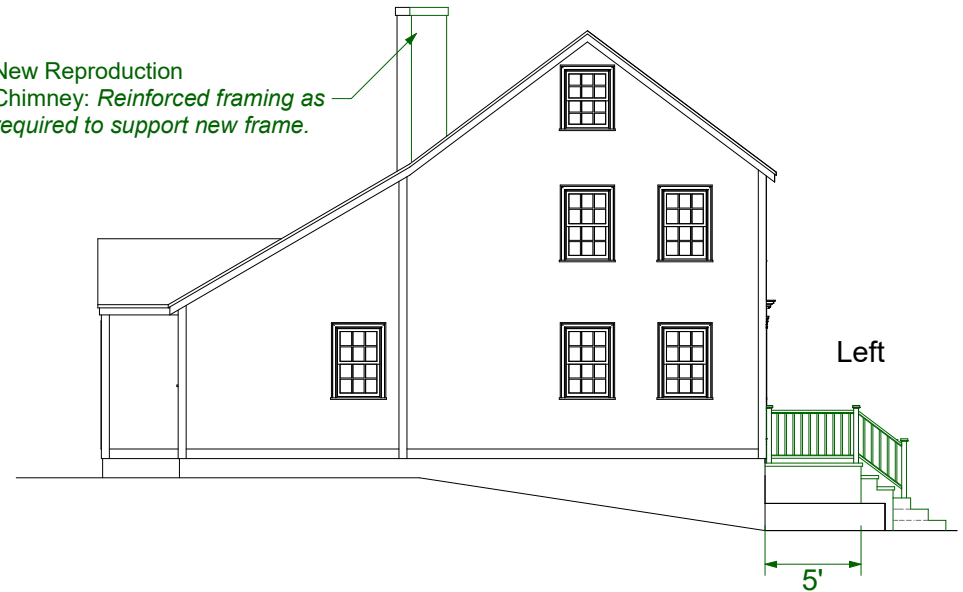 New Reproduction
Chimney: Reinforced framing as
required to support new frame.
Left
5'